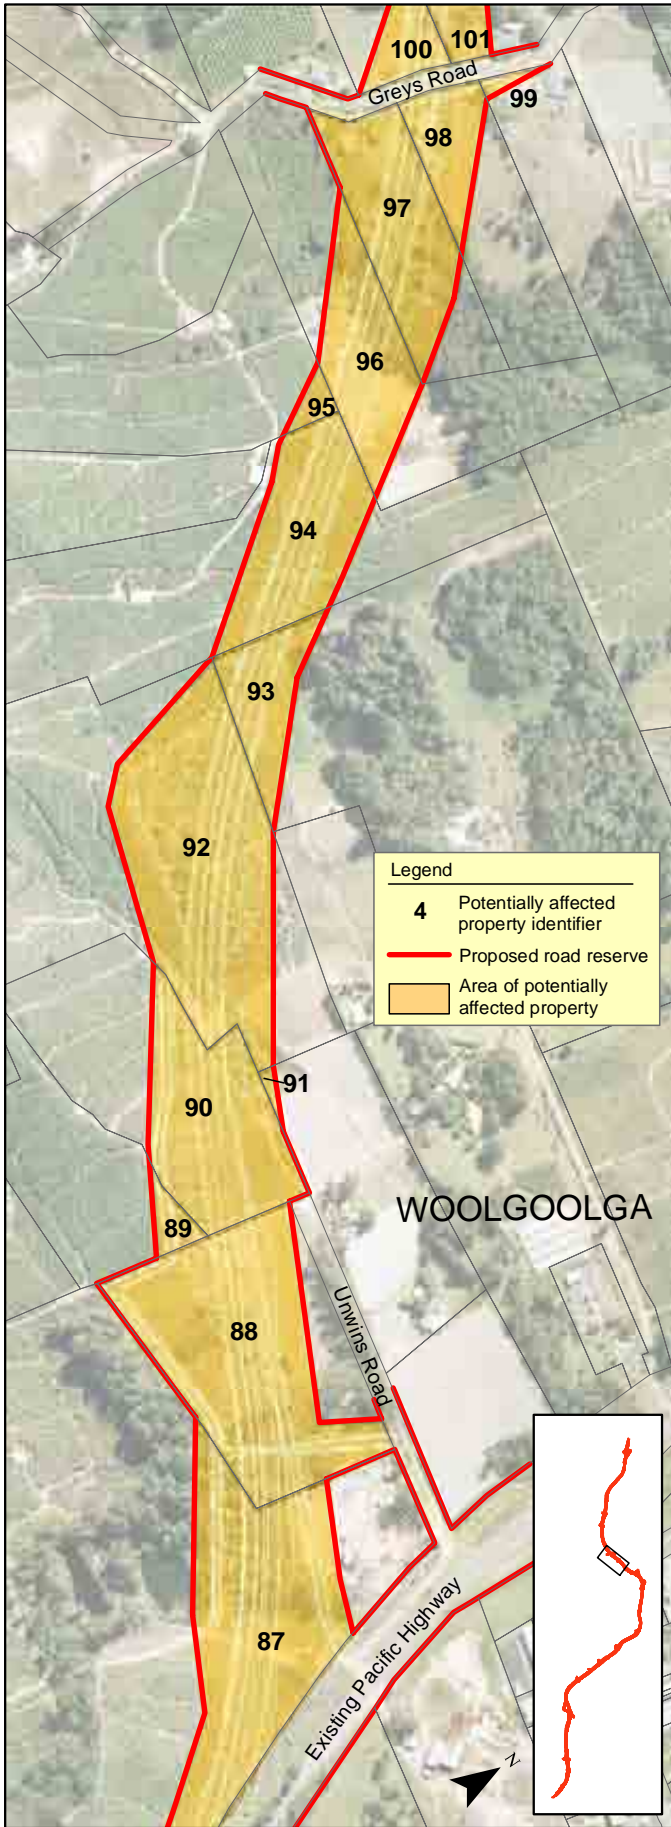 100
101
Greys Road
99
98
97
96
95
94
93
92
Legend
4 Potentially affected
property identifier
Proposed road reserve
Area of potentially
affected property
91
90
WOOLGOOLGA
89
88
Unwins Road
87
Existing Pacific Highway
N